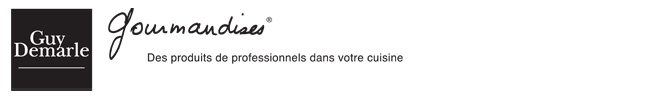 Guy
Demarle
gourmandises®
Des produits de professionnels dans votre cuisine